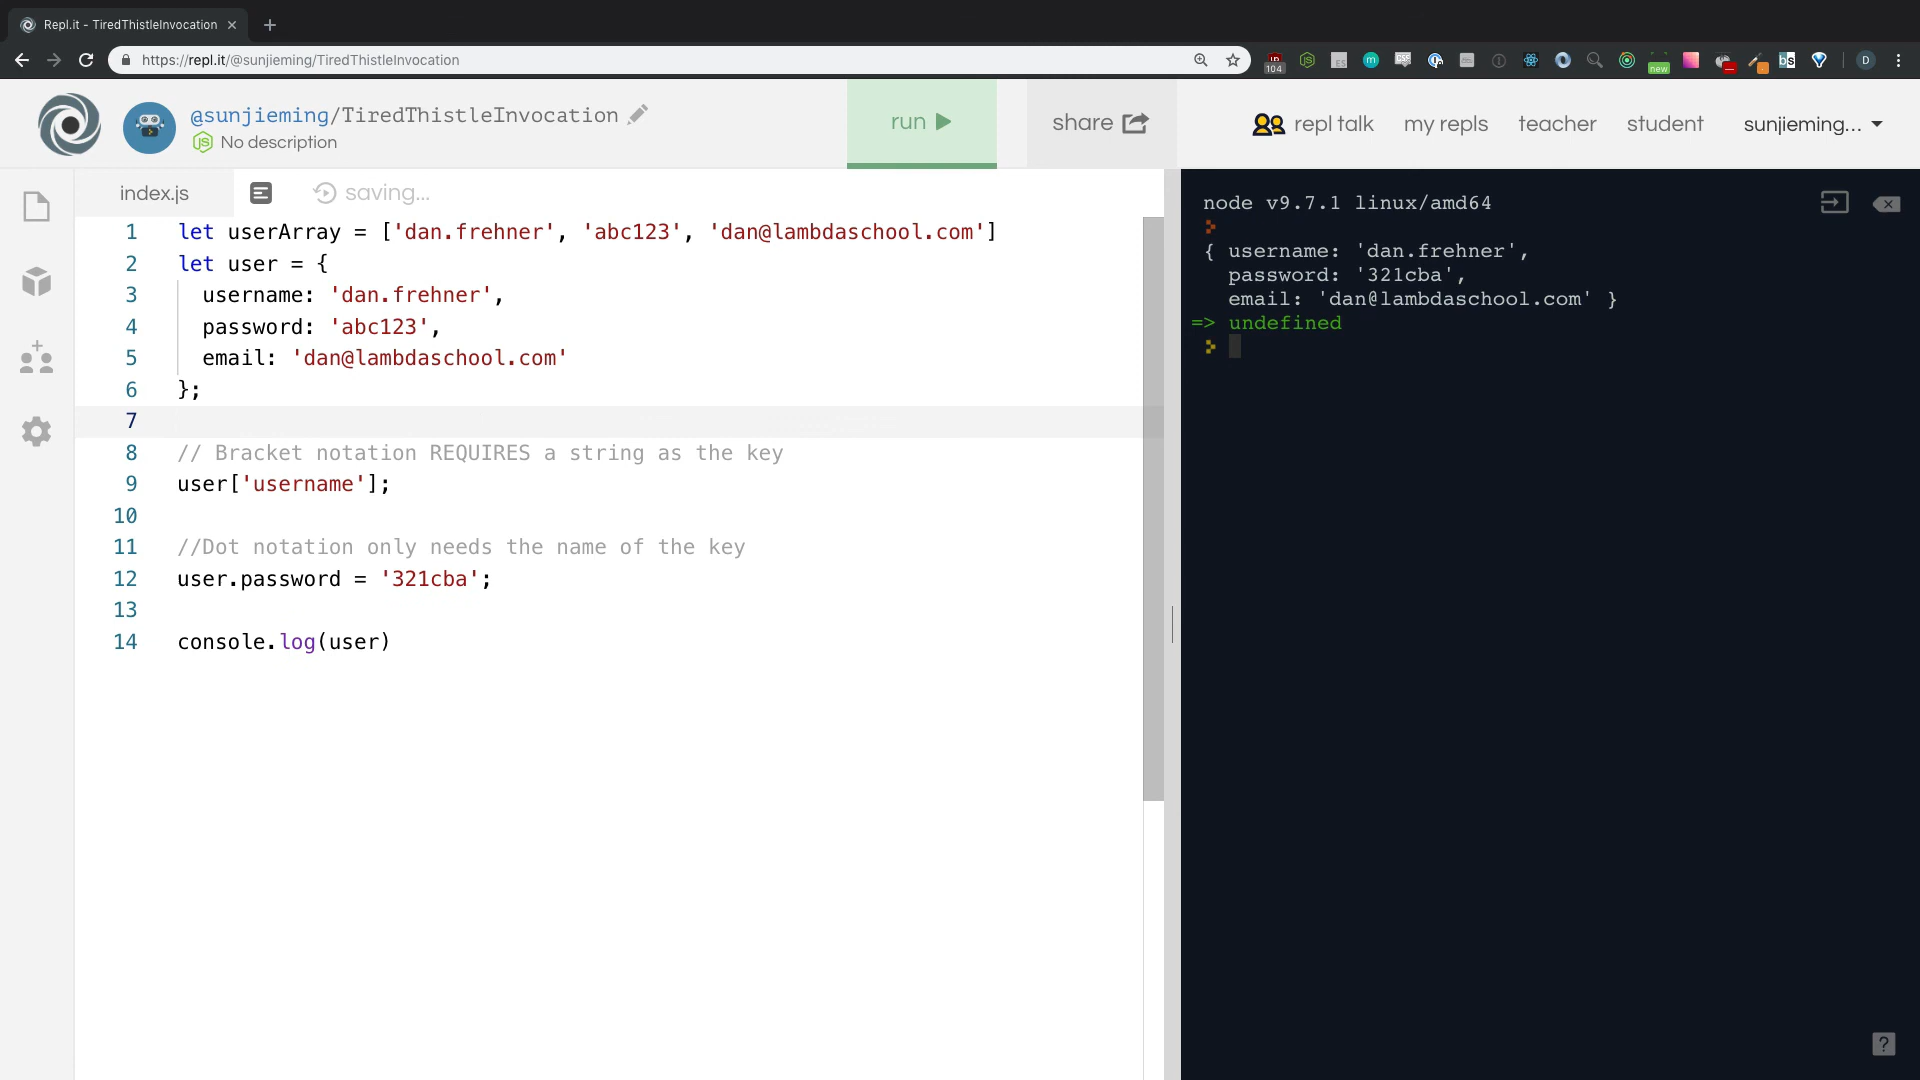 Repl.it - TiredThistleInvocation
https://repl.it/@sunjieming/TiredThistleInvocation
104
new
D
@sunjieming/TiredThistleInvocation
No description
run
share
repl talk
my repls
teacher
student
sunjieming...
index.js
saving...
1 let userArray = ['dan.frehner', 'abc123', 'dan@lambdaschool.com']
2 let user = {
3 username: 'dan.frehner',
4 password: 'abc123',
5 email: 'dan@lambdaschool.com'
6 };
7
8 // Bracket notation REQUIRES a string as the key
9 user['username'];
10
11 //Dot notation only needs the name of the key
12 user.password = '321cba';
13
14 console.log(user)
node v9.7.1 linux/amd64
{ username: 'dan.frehner',
password: '321cba',
email: 'dan@lambdaschool.com' }
=> undefined
?